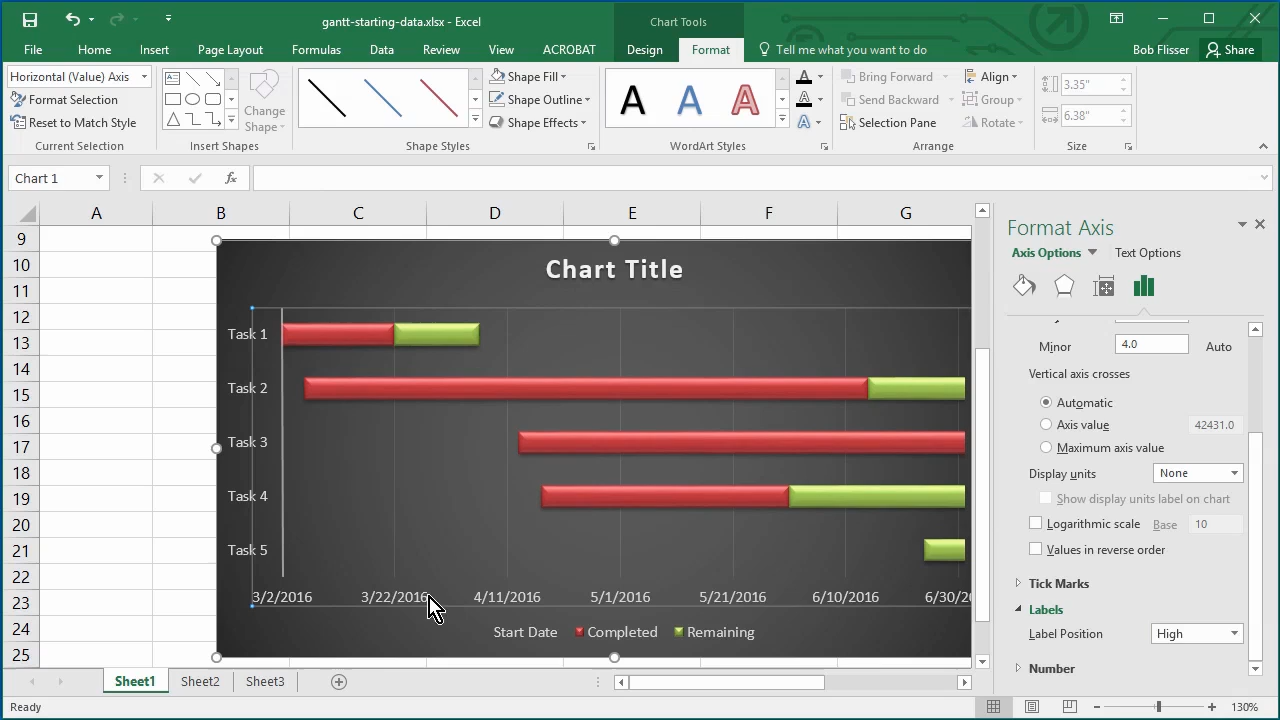 gantt-starting-data.xlsx - Excel
Chart Tools
File Home Insert Page Layout Formulas Data Review View ACROBAT Design Format Tell me what you want to do Bob Flisser Share
Horizontal (Value) Axis
Format Selection
Reset to Match Style
Current Selection
Change
Shape
Insert Shapes
Shape Fill
Shape Outline
Shape Effects
Shape Styles
A A A
A
A
A
WordArt Styles
Bring Forward
Send Backward
Selection Pane
Align
Group
Rotate
Arrange
3.35"
6.38"
Size
Chart 1
fx
A B C D E F G
9
10
11
12
13
14
15
16
17
18
19
20
21
22
23
24
25
Chart Title
Task 1
Task 2
Task 3
Task 4
Task 5
3/2/2016 3/22/2016 4/11/2016 5/1/2016 5/21/2016 6/10/2016 6/30/20
Start Date Completed Remaining
Format Axis
Axis Options Text Options
Minor 4.0 Auto
Vertical axis crosses
Automatic
Axis value 42431.0
Maximum axis value
Display units None
Show display units label on chart
Logarithmic scale Base 10
Values in reverse order
Tick Marks
Labels
Label Position High
Number
Sheet1 Sheet2 Sheet3
Ready
130%